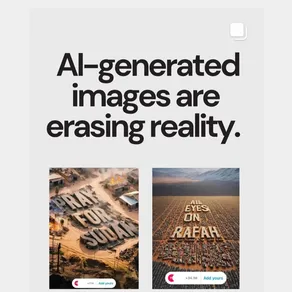 AI-generated
images are
erasing reality.
PRAY
FOR
SUDAN
ALL
EYES
ON
RAFAH
Add yours
Add yours